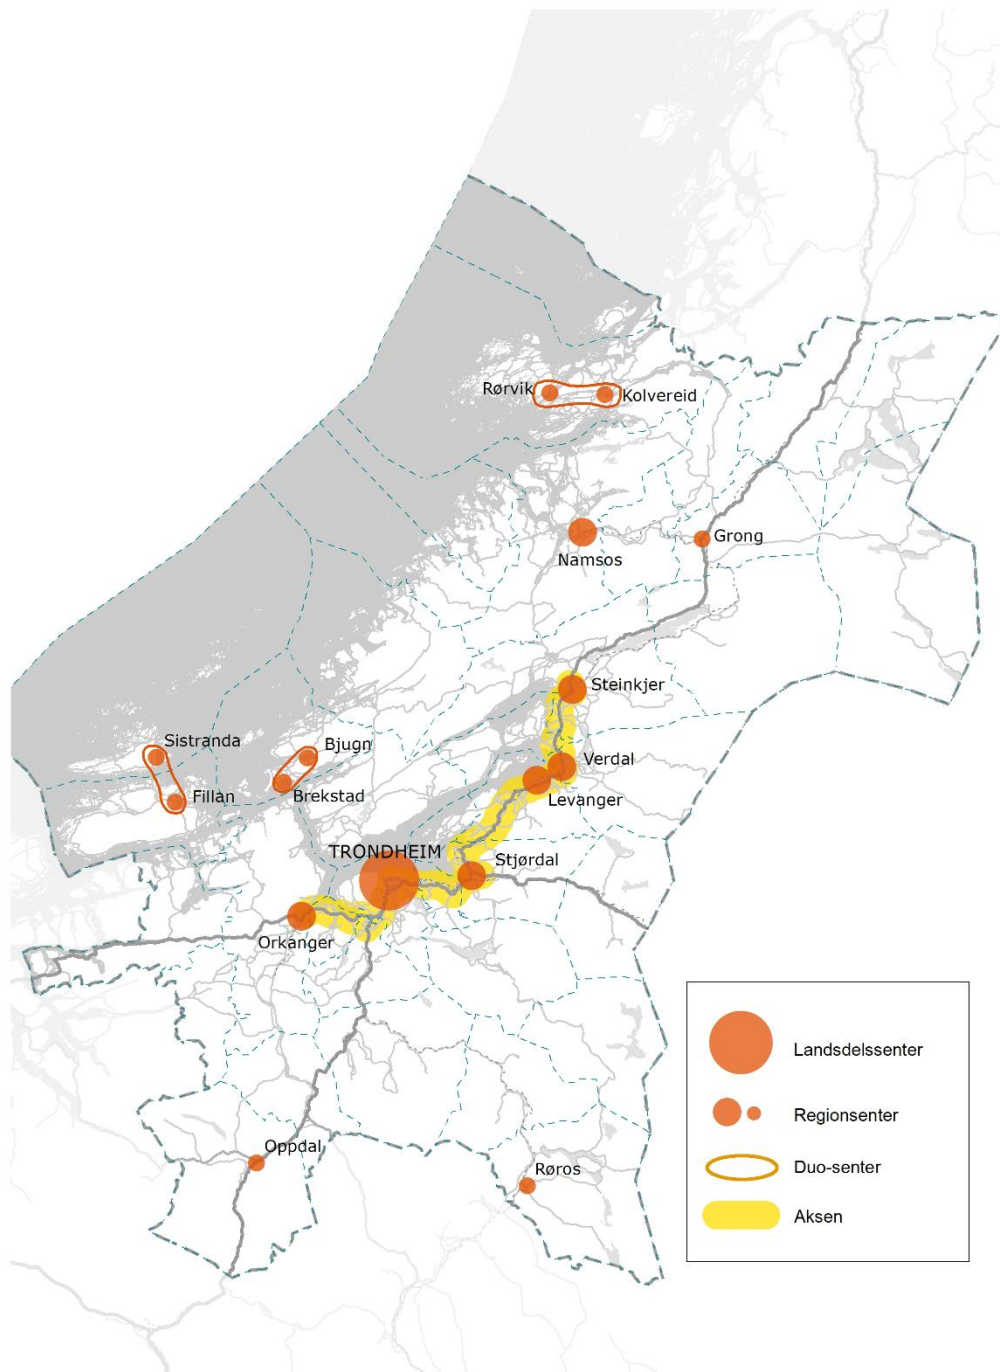 Rørvik
Kolvereid
Namsos
Grong
Steinkjer
Sistranda
Bjugn
Verdal
Fillan
Brekstad
Levanger
TRONDHEIM
Stjørdal
Orkanger
Oppdal
Røros
Landsdelssenter
Regionsenter
Duo-senter
Aksen